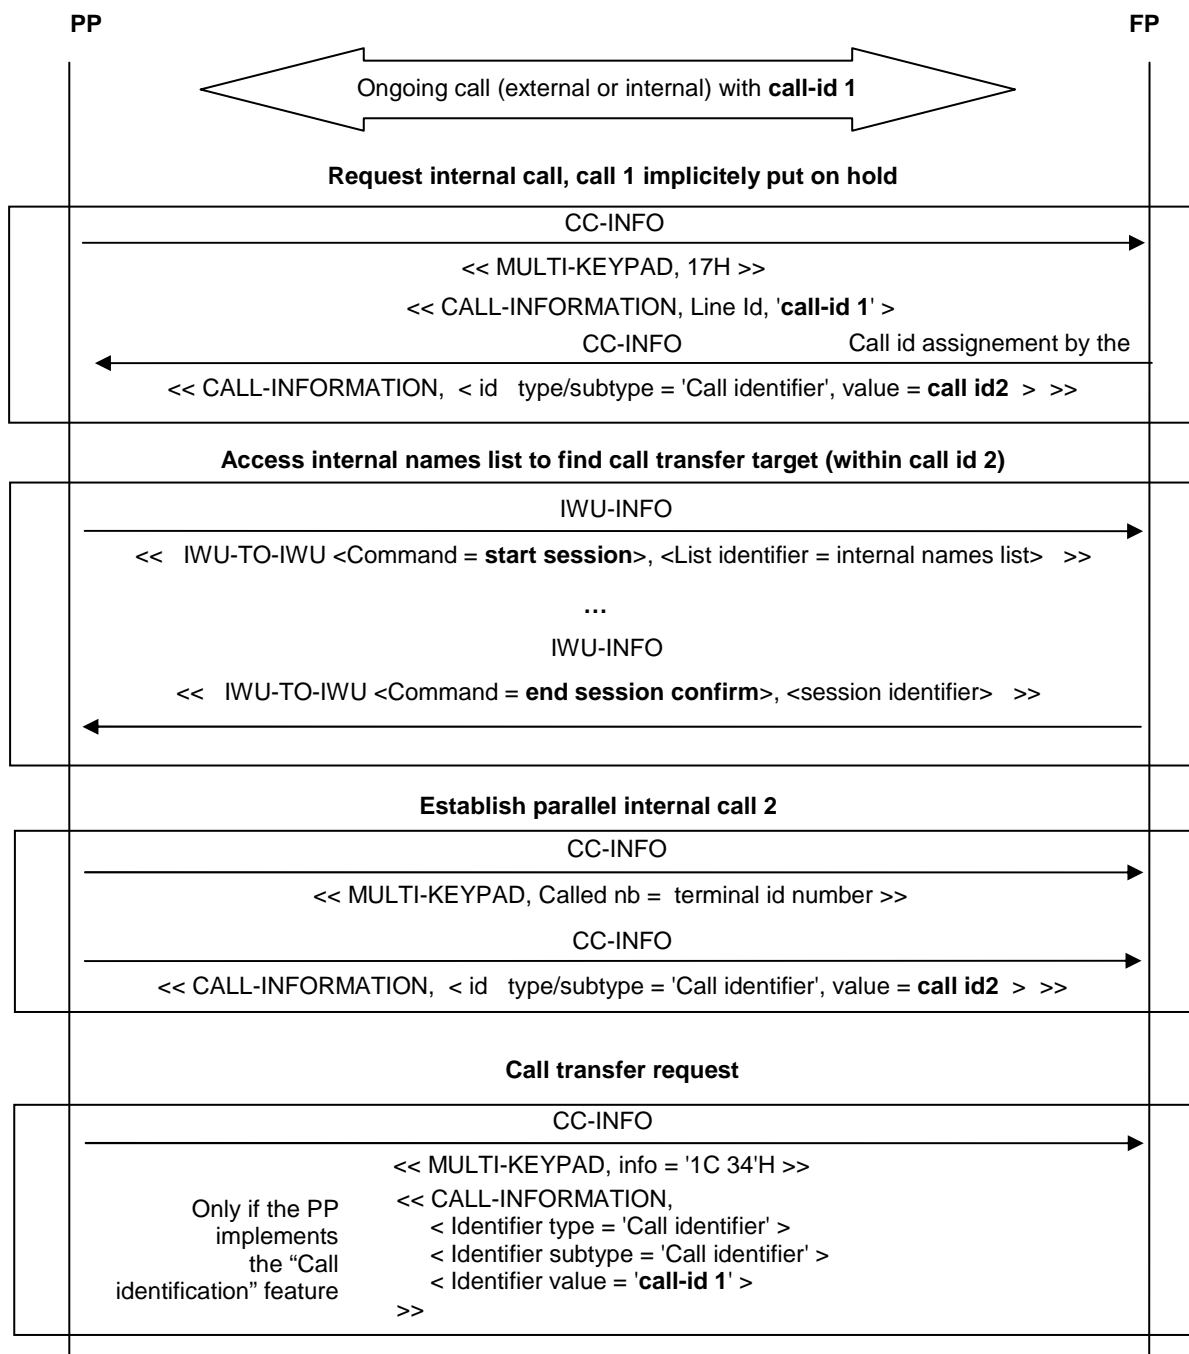 PP FP
Ongoing call (external or internal) with call-id 1
Request internal call, call 1 implicitely put on hold
CC-INFO
<< MULTI-KEYPAD, 17H >>
<< CALL-INFORMATION, Line Id, 'call-id 1' >
CC-INFO Call id assignement by the
<< CALL-INFORMATION, < id type/subtype = 'Call identifier', value = call id2 > >>
Access internal names list to find call transfer target (within call id 2)
IWU-INFO
<< IWU-TO-IWU <Command = start session>, <List identifier = internal names list> >>
...
IWU-INFO
<< IWU-TO-IWU <Command = end session confirm>, <session identifier> >>
Establish parallel internal call 2
CC-INFO
<< MULTI-KEYPAD, Called nb = terminal id number >>
CC-INFO
<< CALL-INFORMATION, < id type/subtype = 'Call identifier', value = call id2 > >>
Call transfer request
CC-INFO
<< MULTI-KEYPAD, info = '1C 34'H >>
Only if the PP
implements
the “Call
identification” feature
<< CALL-INFORMATION,
< Identifier type = 'Call identifier' >
< Identifier subtype = 'Call identifier' >
< Identifier value = 'call-id 1' >
>>